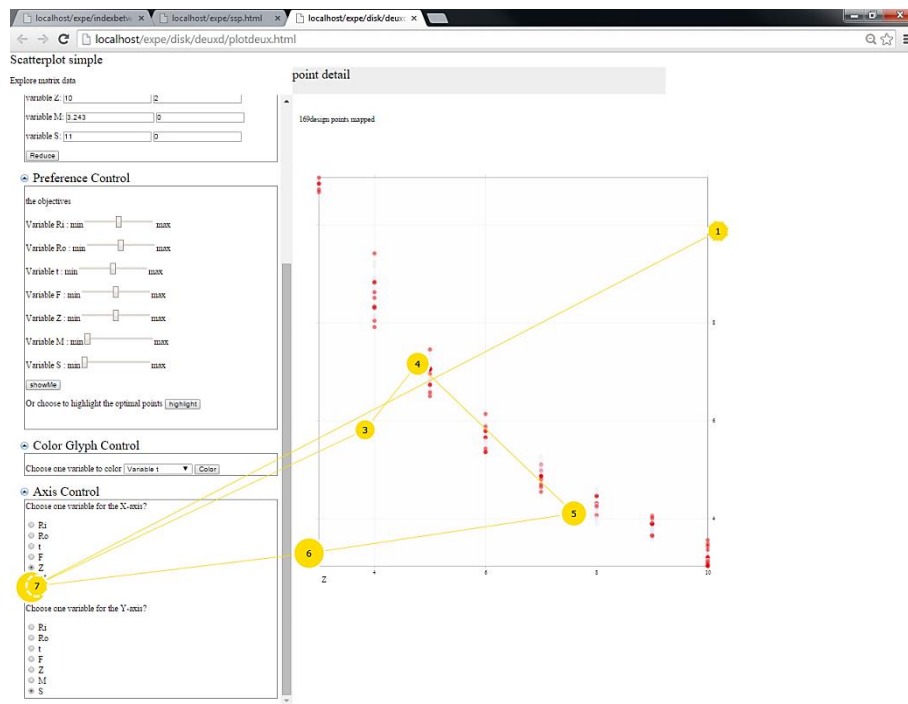 localhost/expe/indexbetw
localhost/expe/ssp.html
localhost/expe/disk/deuxd
localhost/expe/disk/deuxd/plotdeux.html
Scatterplot simple
Explore matrix data
point detail
variable Z: 10 2
variable M: 3.243 0
variable S: 11 0
Reduce
169design points mapped
Preference Control
the objectives
Variable Ri : min max
Variable Ro : min max
Variable t : min max
Variable F : min max
Variable Z : min max
Variable M : min max
Variable S : min max
showMe
Or choose to highlight the optimal points highlight
Color Glyph Control
Choose one variable to color Variable t Color
Axis Control
Choose one variable for the X-axis?
Ri
Ro
t
F
Z
Choose one variable for the Y-axis?
Ri
Ro
t
F
Z
M
S
1
3
4
5
6
7
8
6
4
Z
4
6
8
10